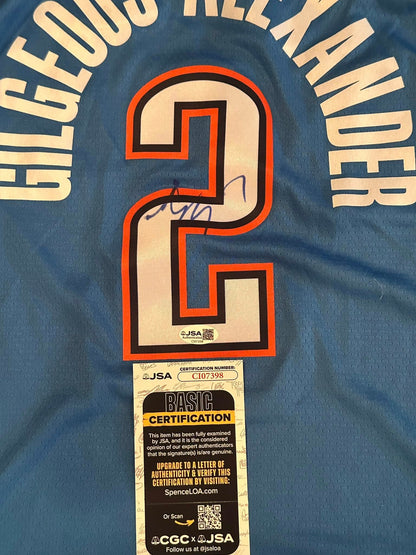 GILGEOUS-ALEXANDER
2
JSA
JSA
CERTIFICATION NUMBER:
CI07398
BASIC
CERTIFICATION
This item has been fully examined
by JSA, and it is the considered
opinion of our expert authenticators
that the signature(s) is/are genuine.
UPGRADE TO A LETTER OF
AUTHENTICITY & VERIFY THIS
CERTIFICATION BY VISITING:
SpenceLOA.com
Or Scan
CGC x JSA
Follow us at @jsaloa